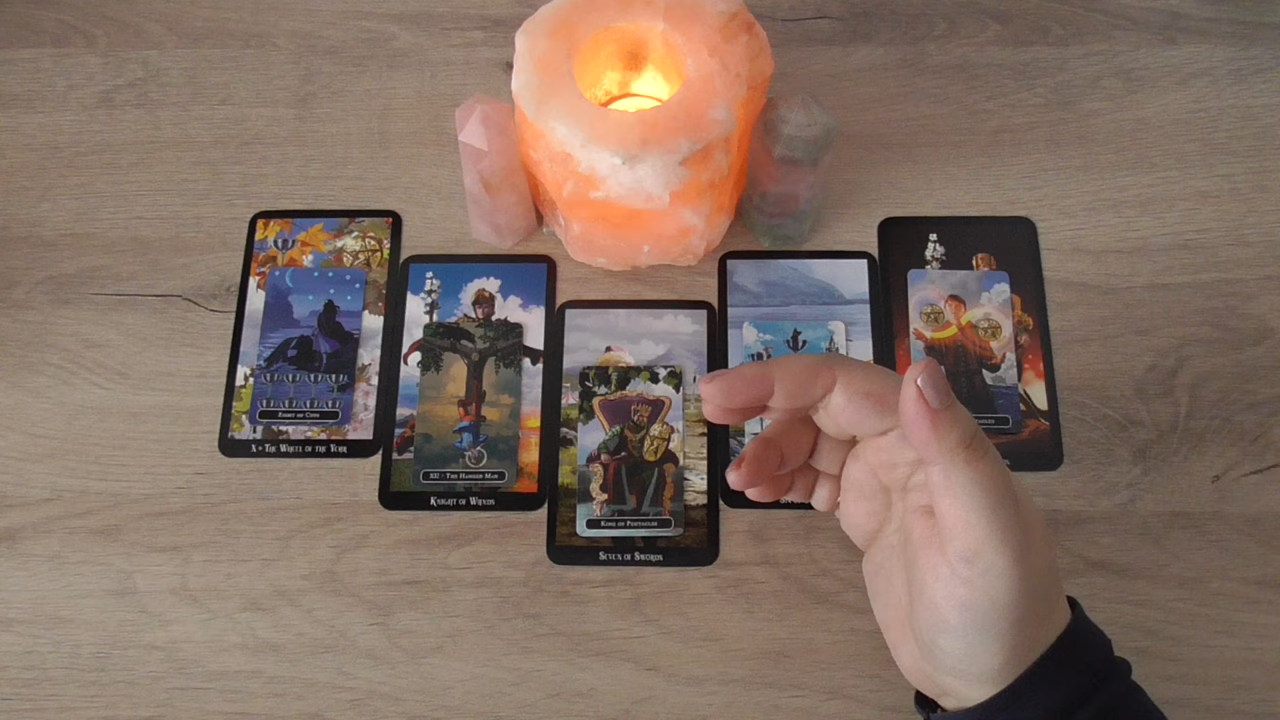 EIGHT OF CUPS
X • THE WHEEL OF THE YEAR
XII • THE HANGED MAN
KNIGHT OF WANDS
KING OF PENTACLES
SEVEN OF SWORDS